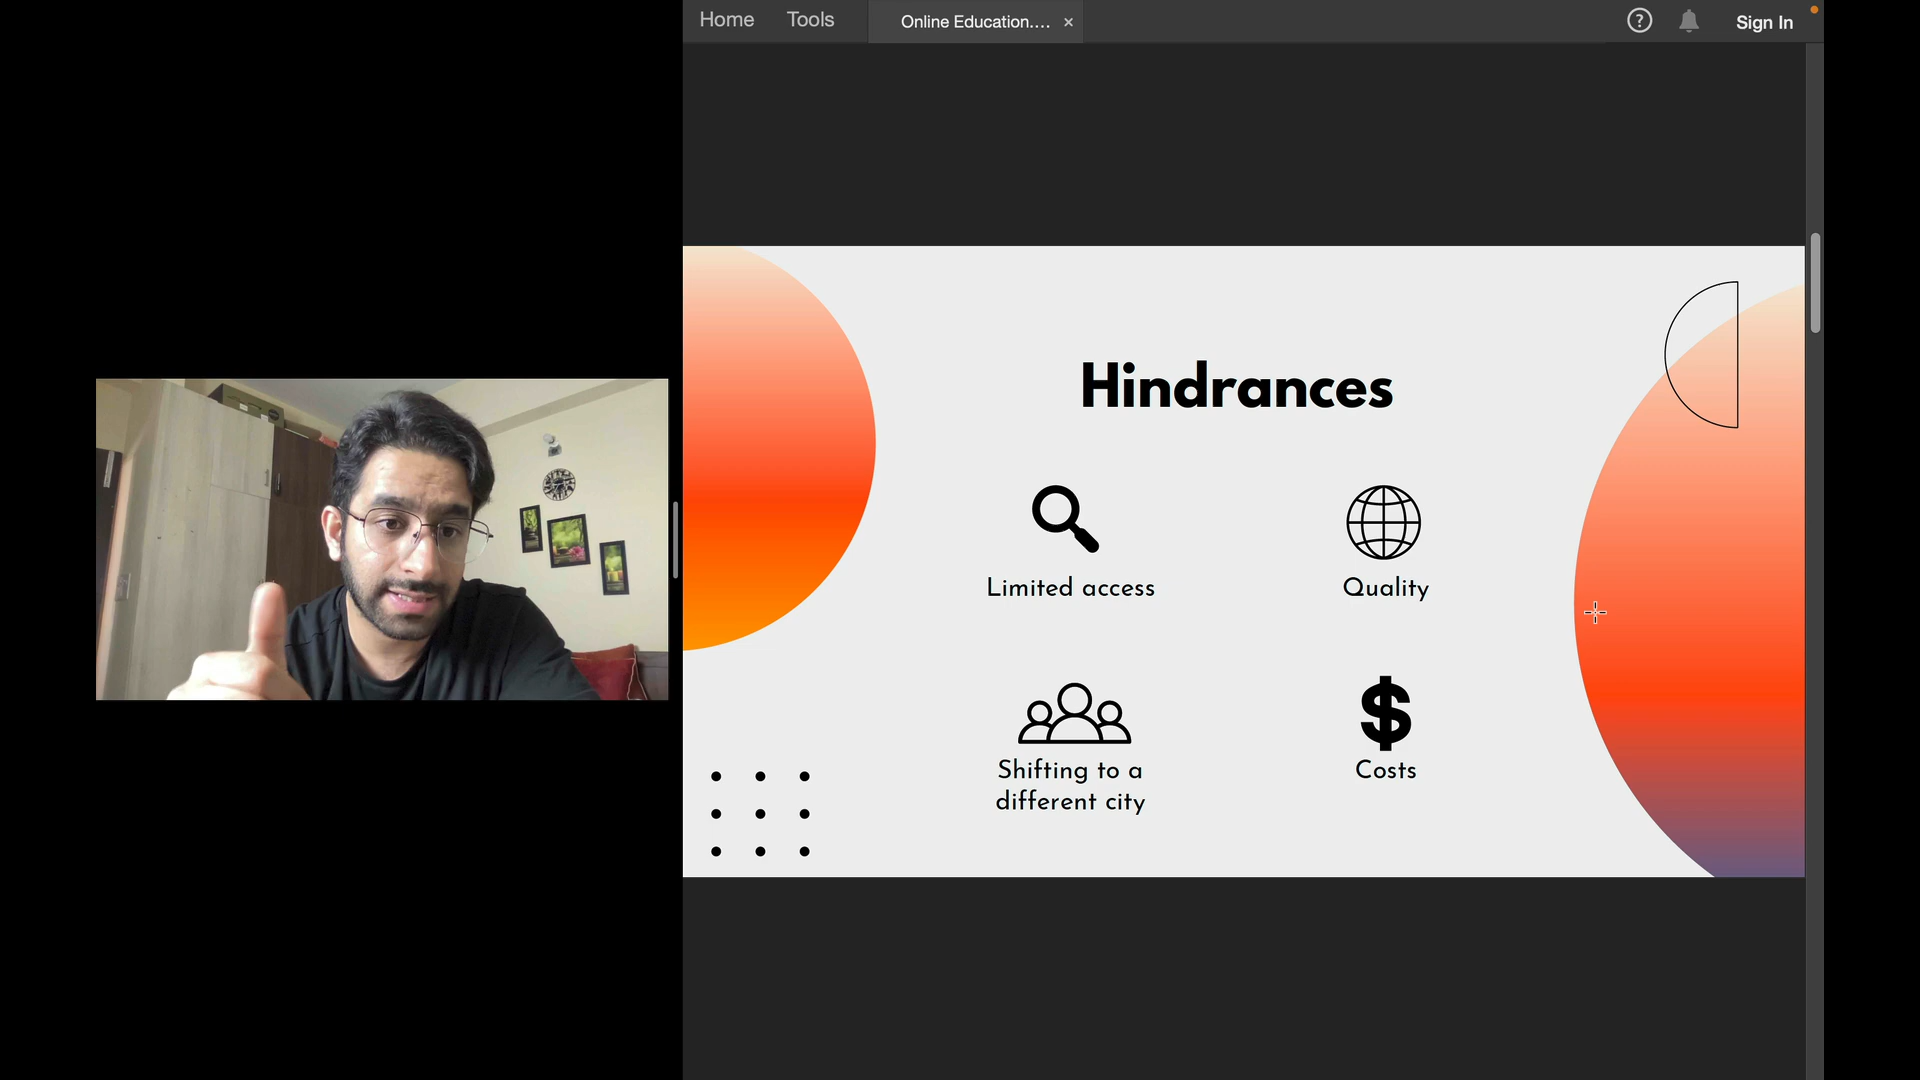 Home Tools Online Education.... × ? Sign In
Hindrances
Limited access
Quality
$
Shifting to a
different city
Costs